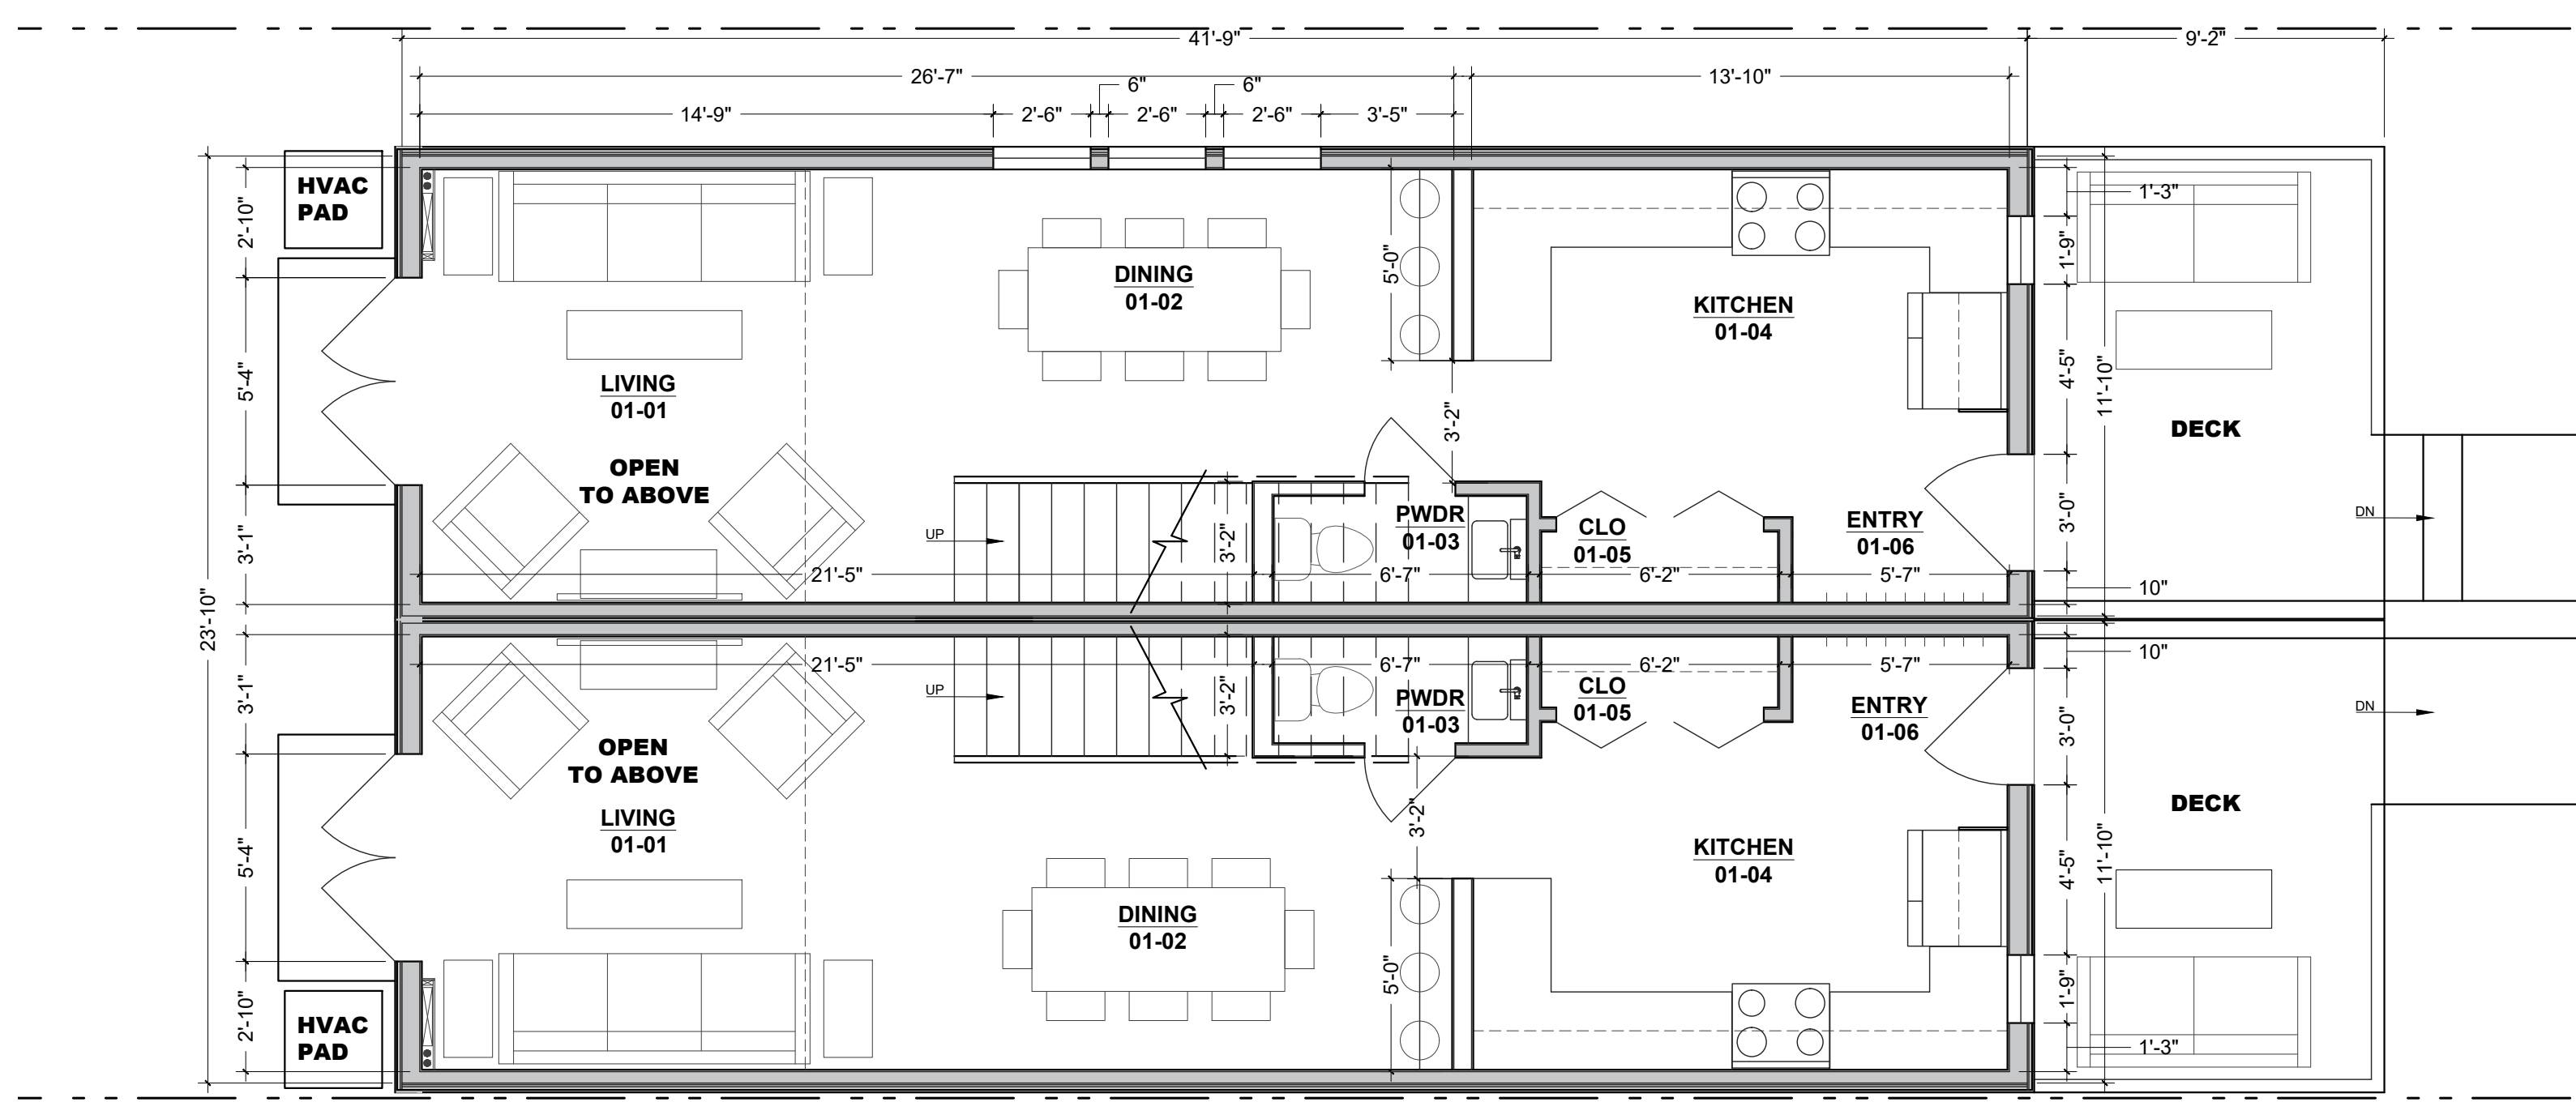 41'-9"
9'-2"
26'-7"
6"
6"
13'-10"
14'-9"
2'-6"
2'-6"
2'-6"
3'-5"
HVAC
PAD
2'-10"
1'-3"
1'-9"
5'-0"
DINING
01-02
KITCHEN
01-04
LIVING
01-01
5'-4"
4'-5"
11'-10"
3'-2"
DECK
OPEN
TO ABOVE
PWDR
01-03
CLO
01-05
ENTRY
01-06
UP
DN
3'-1"
3'-2"
3'-0"
21'-5"
6'-7"
6'-2"
5'-7"
10"
23'-10"
21'-5"
6'-7"
6'-2"
5'-7"
10"
3'-1"
UP
3'-2"
PWDR
01-03
CLO
01-05
ENTRY
01-06
3'-0"
DN
OPEN
TO ABOVE
LIVING
01-01
3'-2"
DECK
5'-4"
KITCHEN
01-04
4'-5"
11'-10"
DINING
01-02
5'-0"
1'-9"
2'-10"
HVAC
PAD
1'-3"